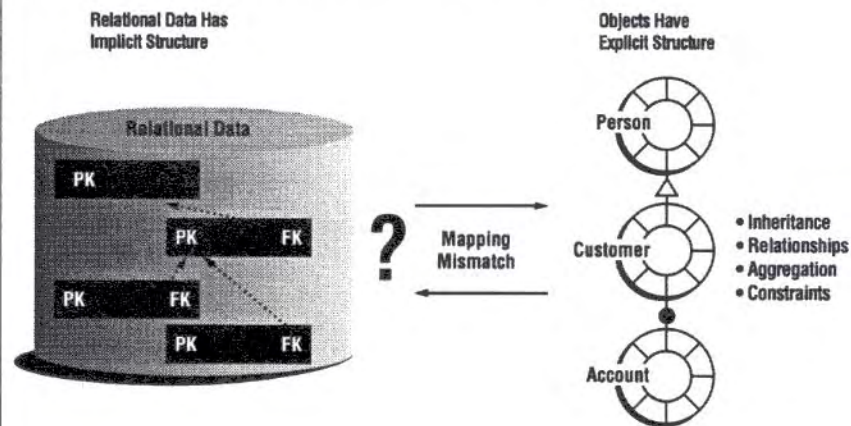 Relational Data Has
Implicit Structure
Objects Have
Explicit Structure
Relational Data
PK
PK FK
PK FK
PK FK
?
Mapping
Mismatch
Person
Customer
Account
• Inheritance
• Relationships
• Aggregation
• Constraints